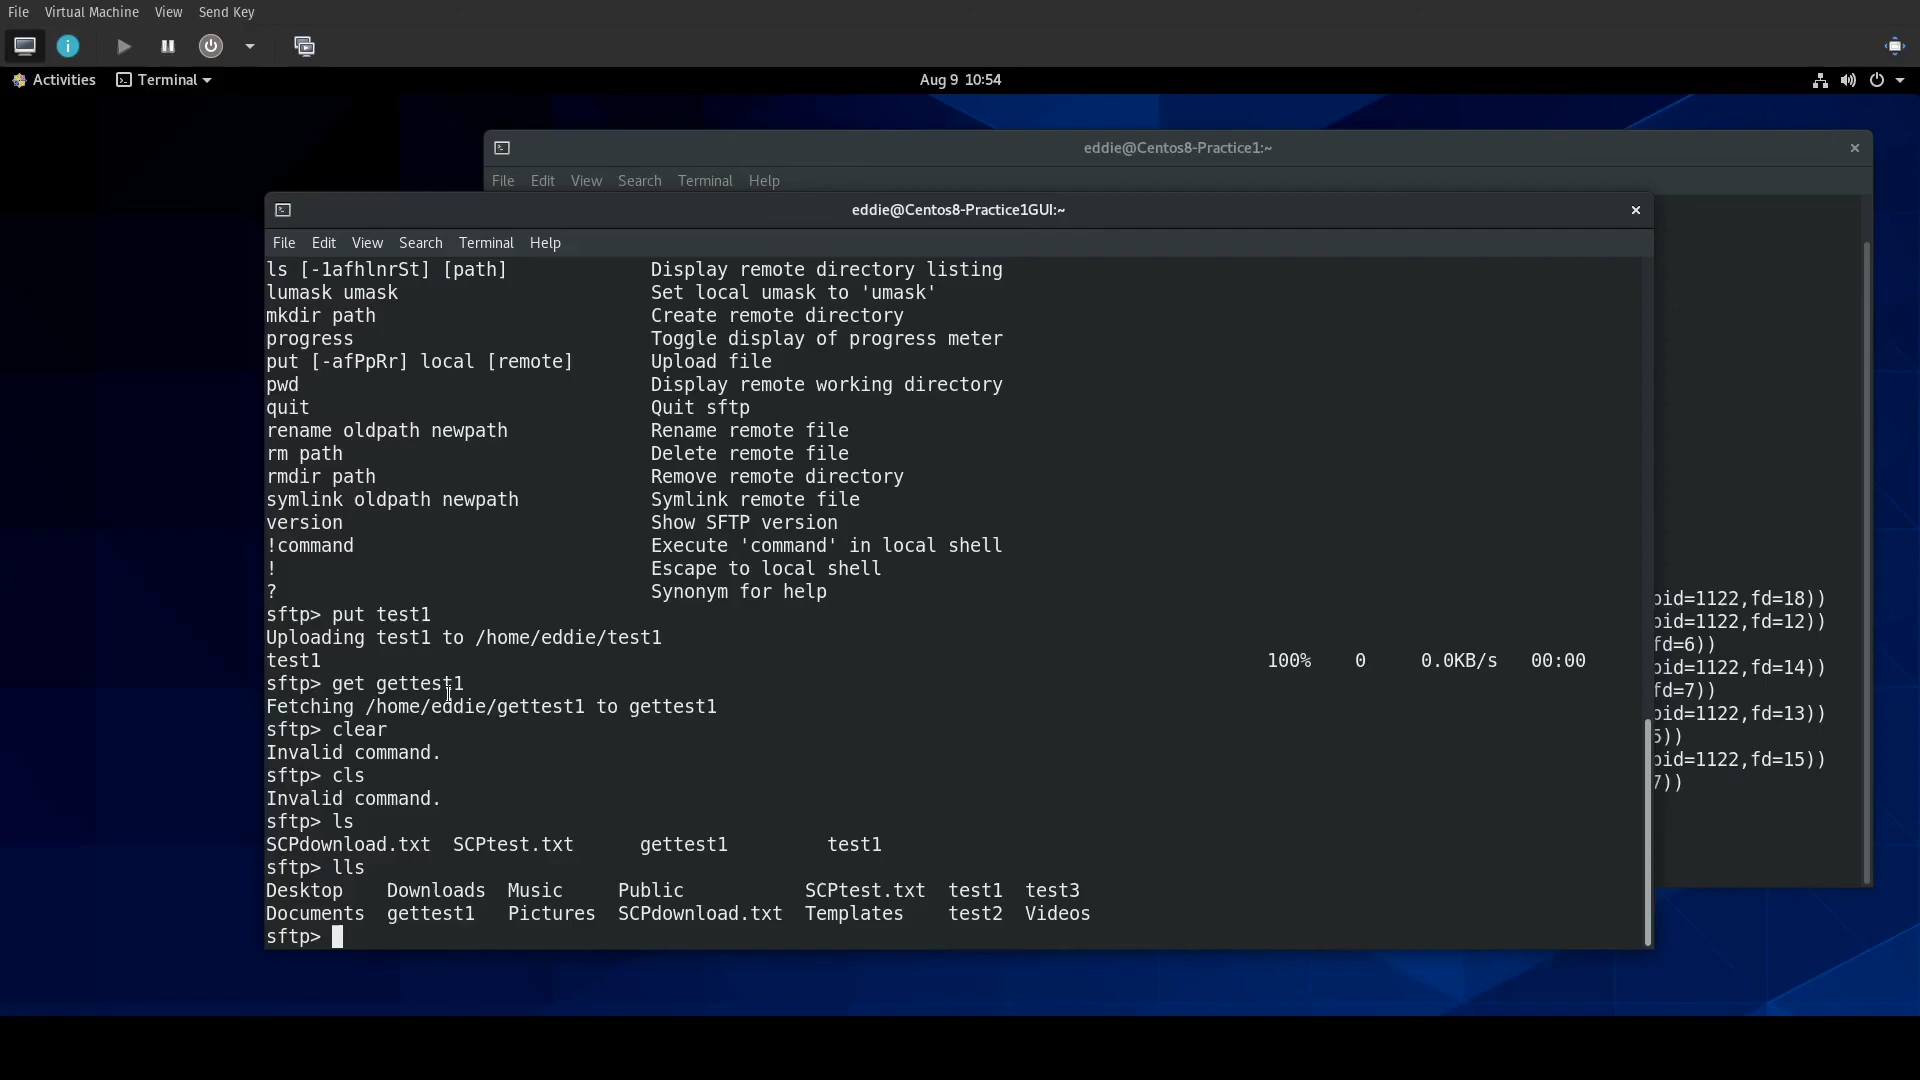 File Virtual Machine View Send Key
Activities Terminal Aug 9 10:54
eddie@Centos8-Practice1:~
File Edit View Search Terminal Help
eddie@Centos8-Practice1GUI:~
File Edit View Search Terminal Help
ls [-1afhlnrSt] [path] Display remote directory listing
lumask umask Set local umask to 'umask'
mkdir path Create remote directory
progress Toggle display of progress meter
put [-afPpRr] local [remote] Upload file
pwd Display remote working directory
quit Quit sftp
rename oldpath newpath Rename remote file
rm path Delete remote file
rmdir path Remove remote directory
symlink oldpath newpath Symlink remote file
version Show SFTP version
!command Execute 'command' in local shell
! Escape to local shell
? Synonym for help
sftp> put test1
Uploading test1 to /home/eddie/test1
test1 100% 0 0.0KB/s 00:00
sftp> get gettest1
Fetching /home/eddie/gettest1 to gettest1
sftp> clear
Invalid command.
sftp> cls
Invalid command.
sftp> ls
SCPdownload.txt SCPtest.txt gettest1 test1
sftp> lls
Desktop Downloads Music Public SCPtest.txt test1 test3
Documents gettest1 Pictures SCPdownload.txt Templates test2 Videos
sftp>
pid=1122,fd=18))
pid=1122,fd=12))
fd=6))
pid=1122,fd=14))
fd=7))
pid=1122,fd=13))
5))
pid=1122,fd=15))
7))